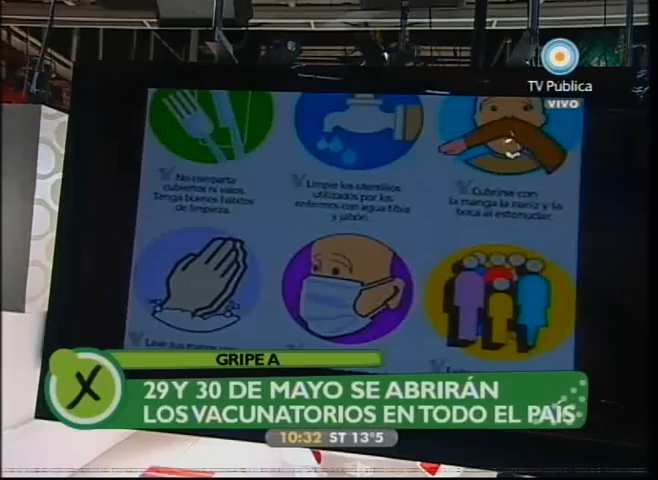 TV Publica
VIVO
No comparta
cubiertos ni vasos.
Tenga buenos hábitos
de limpieza.
Limpie los utensilios
utilizados por los
enfermos con agua tibia
y jabón.
Cubrirse con
la manga la nariz y la
boca al estornudar.
GRIPE A
X
29 Y 30 DE MAYO SE ABRIRÁN
LOS VACUNATORIOS EN TODO EL PAÍS
10:32 ST 13°5